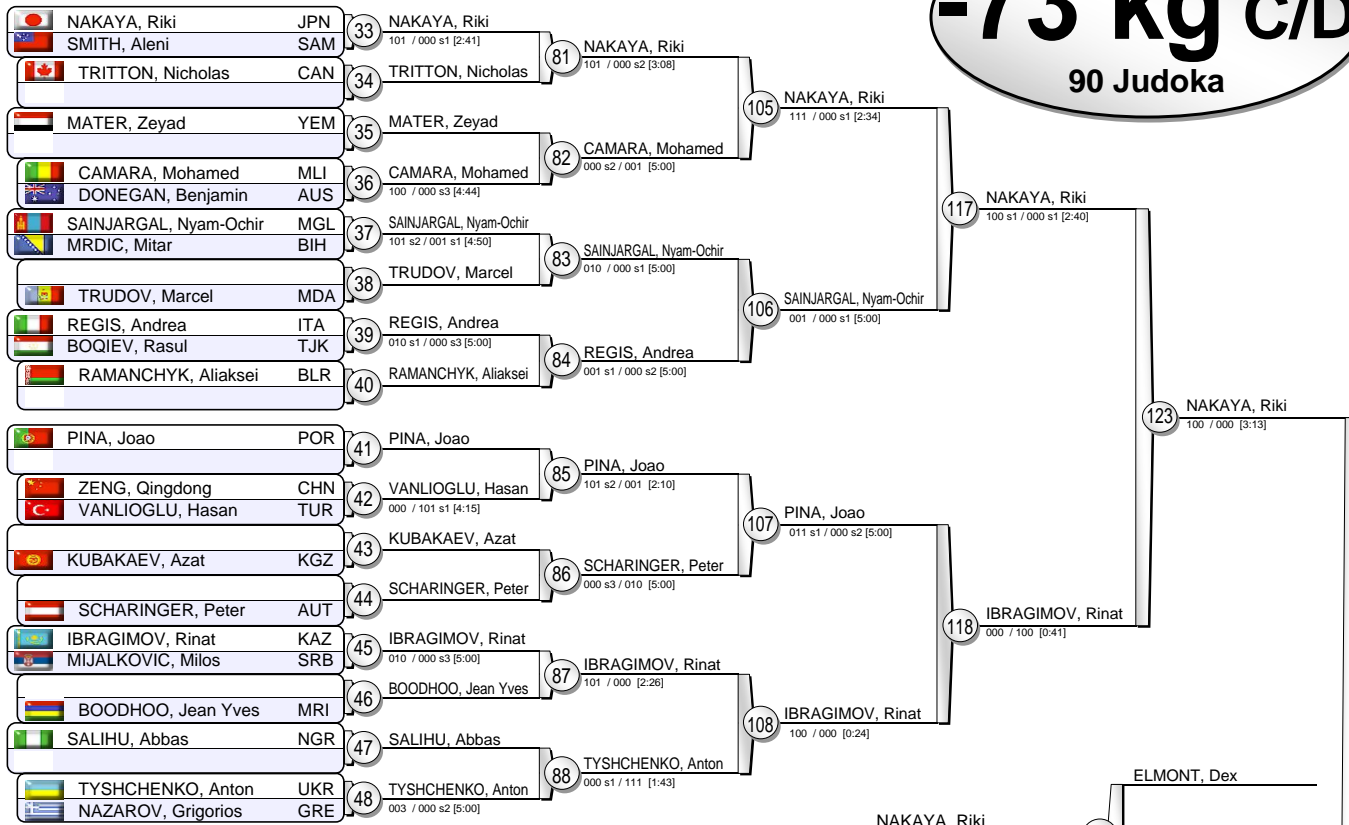 -73 kg C/D
90 Judoka
NAKAYA, Riki JPN
SMITH, Aleni SAM
TRITTON, Nicholas CAN
MATER, Zeyad YEM
CAMARA, Mohamed MLI
DONEGAN, Benjamin AUS
SAINJARGAL, Nyam-Ochir MGL
MRDIC, Mitar BIH
TRUDOV, Marcel MDA
REGIS, Andrea ITA
BOQIEV, Rasul TJK
RAMANCHYK, Aliaksei BLR
PINA, Joao POR
ZENG, Qingdong CHN
VANLIOGLU, Hasan TUR
KUBAKAEV, Azat KGZ
SCHARINGER, Peter AUT
IBRAGIMOV, Rinat KAZ
MIJALKOVIC, Milos SRB
BOODHOO, Jean Yves MRI
SALIHU, Abbas NGR
TYSHCHENKO, Anton UKR
NAZAROV, Grigorios GRE
33 NAKAYA, Riki
101 / 000 s1 [2:41]
34 TRITTON, Nicholas
35 MATER, Zeyad
36 CAMARA, Mohamed
100 / 000 s3 [4:44]
37 SAINJARGAL, Nyam-Ochir
101 s2 / 001 s1 [4:50]
38 TRUDOV, Marcel
39 REGIS, Andrea
010 s1 / 000 s3 [5:00]
40 RAMANCHYK, Aliaksei
41 PINA, Joao
42 VANLIOGLU, Hasan
000 / 101 s1 [4:15]
43 KUBAKAEV, Azat
44 SCHARINGER, Peter
45 IBRAGIMOV, Rinat
010 / 000 s3 [5:00]
46 BOODHOO, Jean Yves
47 SALIHU, Abbas
48 TYSHCHENKO, Anton
003 / 000 s2 [5:00]
81 NAKAYA, Riki
101 / 000 s2 [3:08]
82 CAMARA, Mohamed
000 s2 / 001 [5:00]
83 SAINJARGAL, Nyam-Ochir
010 / 000 s1 [5:00]
84 REGIS, Andrea
001 s1 / 000 s2 [5:00]
85 PINA, Joao
101 s2 / 001 [2:10]
86 SCHARINGER, Peter
000 s3 / 010 [5:00]
87 IBRAGIMOV, Rinat
101 / 000 [2:26]
88 TYSHCHENKO, Anton
000 s1 / 111 [1:43]
105 NAKAYA, Riki
111 / 000 s1 [2:34]
106 SAINJARGAL, Nyam-Ochir
001 / 000 s1 [5:00]
107 PINA, Joao
011 s1 / 000 s2 [5:00]
108 IBRAGIMOV, Rinat
100 / 000 [0:24]
117 NAKAYA, Riki
100 s1 / 000 s1 [2:40]
118 IBRAGIMOV, Rinat
000 / 100 [0:41]
123 NAKAYA, Riki
100 / 000 [3:13]
ELMONT, Dex
NAKAYA, Riki